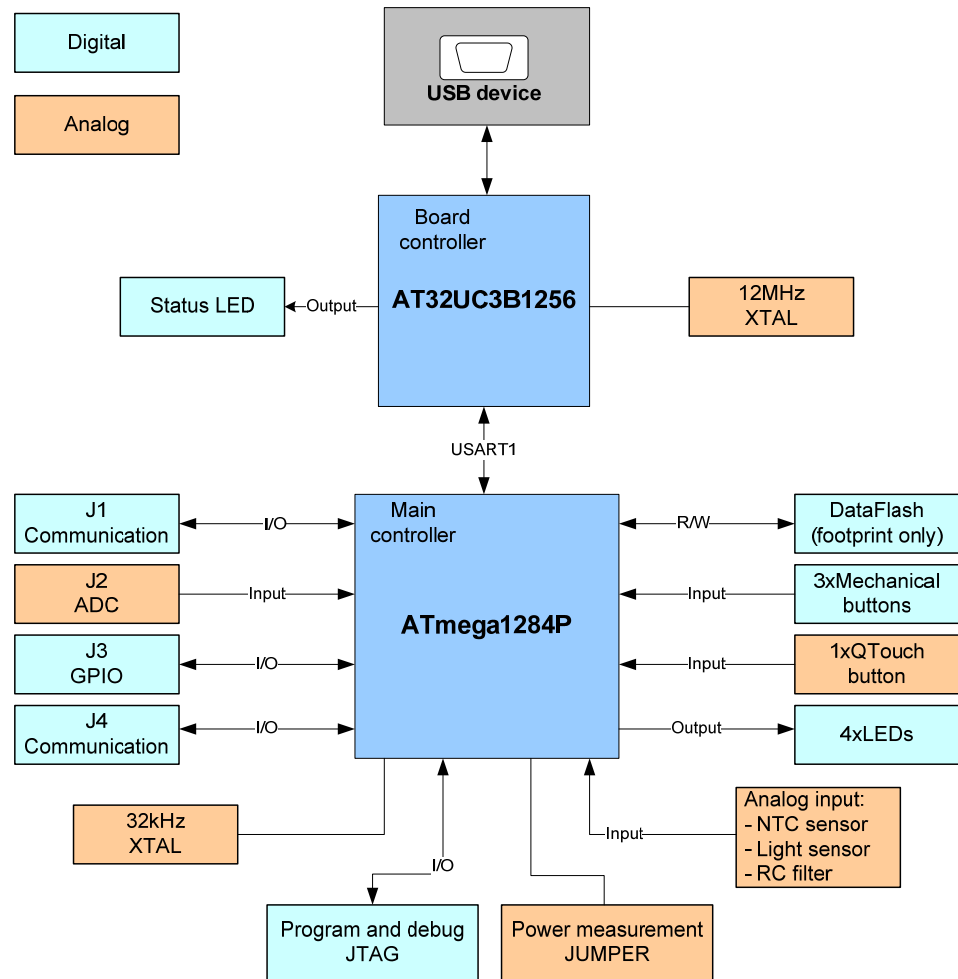 Digital
Analog
USB device
Board
controller
AT32UC3B1256
Status LED
Output
12MHz
XTAL
USART1
Main
controller
ATmega1284P
J1
Communication
I/O
J2
ADC
Input
J3
GPIO
I/O
J4
Communication
I/O
R/W
DataFlash
(footprint only)
Input
3xMechanical
buttons
Input
1xQTouch
button
Output
4xLEDs
32kHz
XTAL
I/O
Input
Analog input:
- NTC sensor
- Light sensor
- RC filter
Program and debug
JTAG
Power measurement
JUMPER